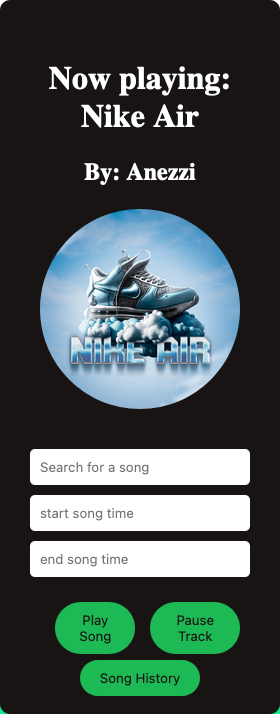 Now playing:
Nike Air
By: Anezzi
NIKE AIR
Search for a song
start song time
end song time
Play
Song
Pause
Track
Song History